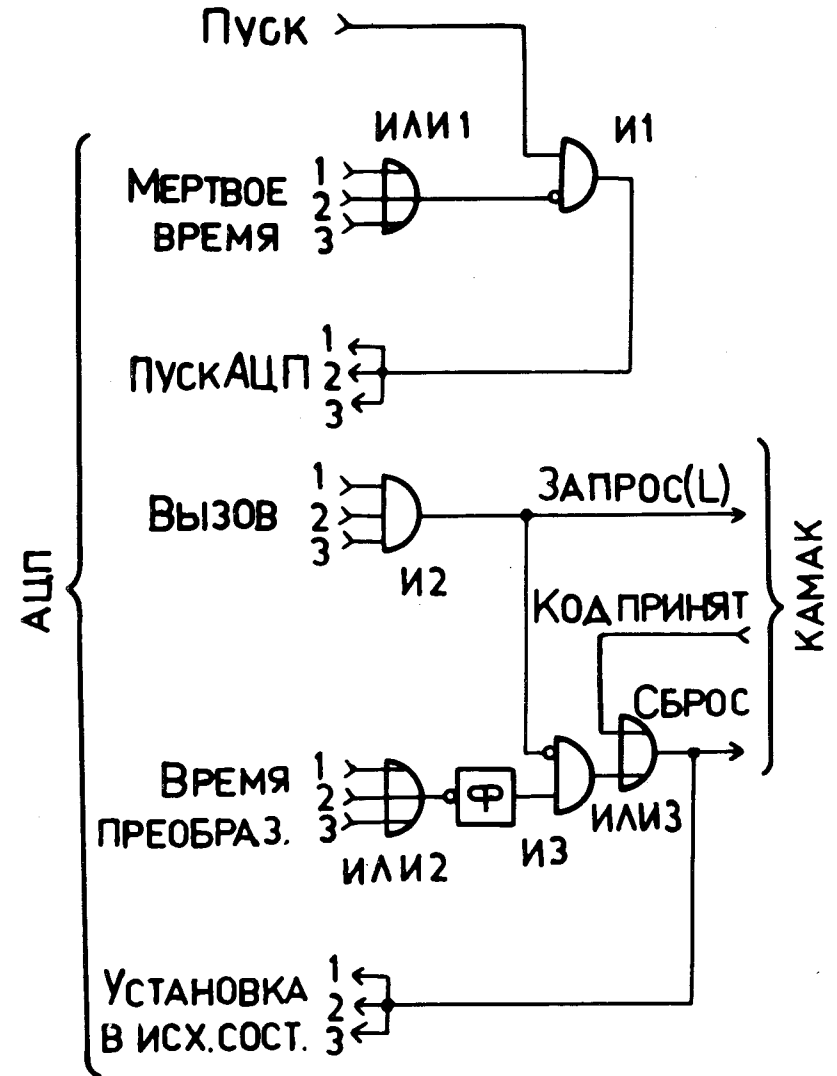 Пуск
ИЛИ1
И1
Мертвое
время
1
2
3
ПускАЦП
1
2
3
Вызов
1
2
3
И2
Запрос(L)
Код принят
Сброс
АЦП
КАМАК
Время
преобраз.
1
2
3
ИЛИ2
Ф
И3
ИЛИ3
Установка
в исх.сост.
1
2
3